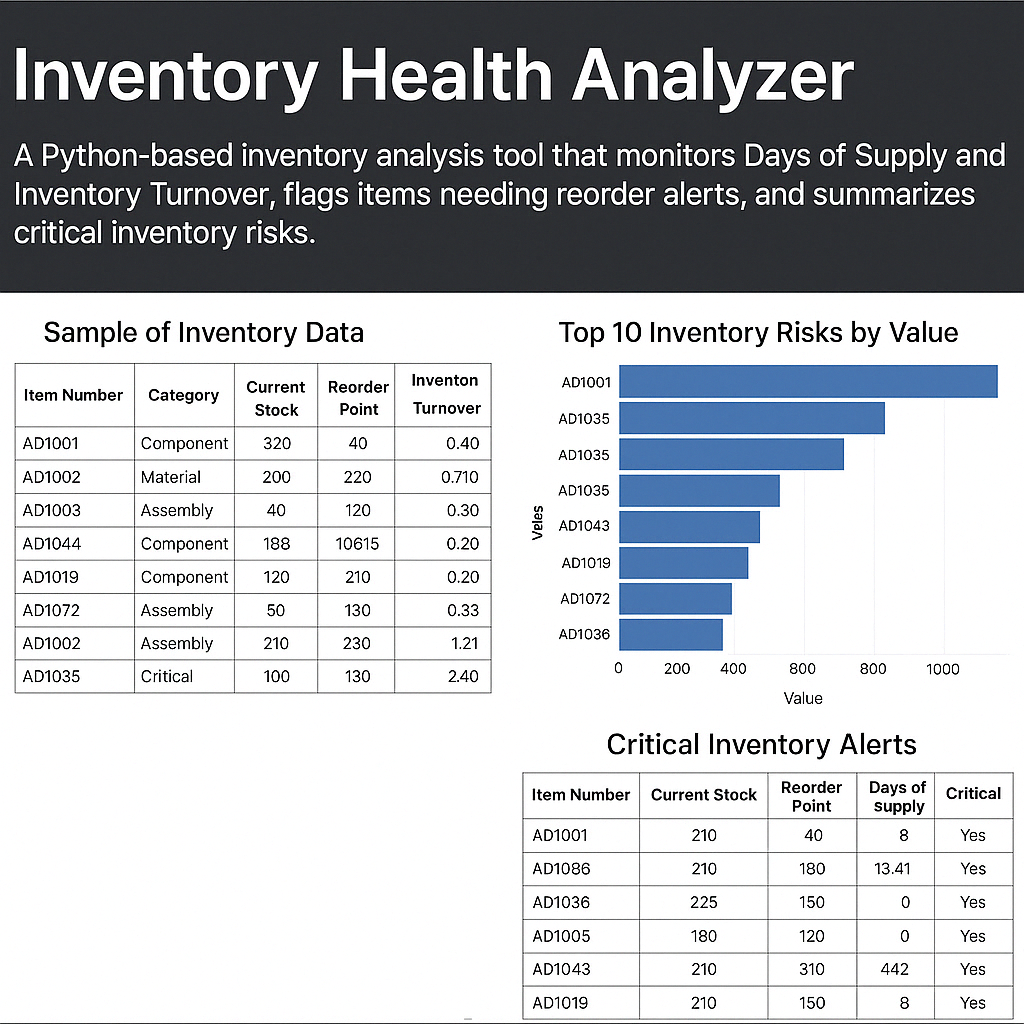 Inventory Health Analyzer
A Python-based inventory analysis tool that monitors Days of Supply and
Inventory Turnover, flags items needing reorder alerts, and summarizes
critical inventory risks.
Sample of Inventory Data
Item Number Category Current Stock Reorder Point Inventon Turnover
AD1001 Component 320 40 0.40
AD1002 Material 200 220 0.710
AD1003 Assembly 40 120 0.30
AD1044 Component 188 10615 0.20
AD1019 Component 120 210 0.20
AD1072 Assembly 50 130 0.33
AD1002 Assembly 210 230 1.21
AD1035 Critical 100 130 2.40
Top 10 Inventory Risks by Value
AD1001
AD1035
AD1035
AD1035
AD1043
AD1019
AD1072
AD1036
Veles
0 200 400 800 800 1000
Value
Critical Inventory Alerts
Item Number Current Stock Reorder Point Days of supply Critical
AD1001 210 40 8 Yes
AD1086 210 180 13.41 Yes
AD1036 225 150 0 Yes
AD1005 180 120 0 Yes
AD1043 210 310 442 Yes
AD1019 210 150 8 Yes